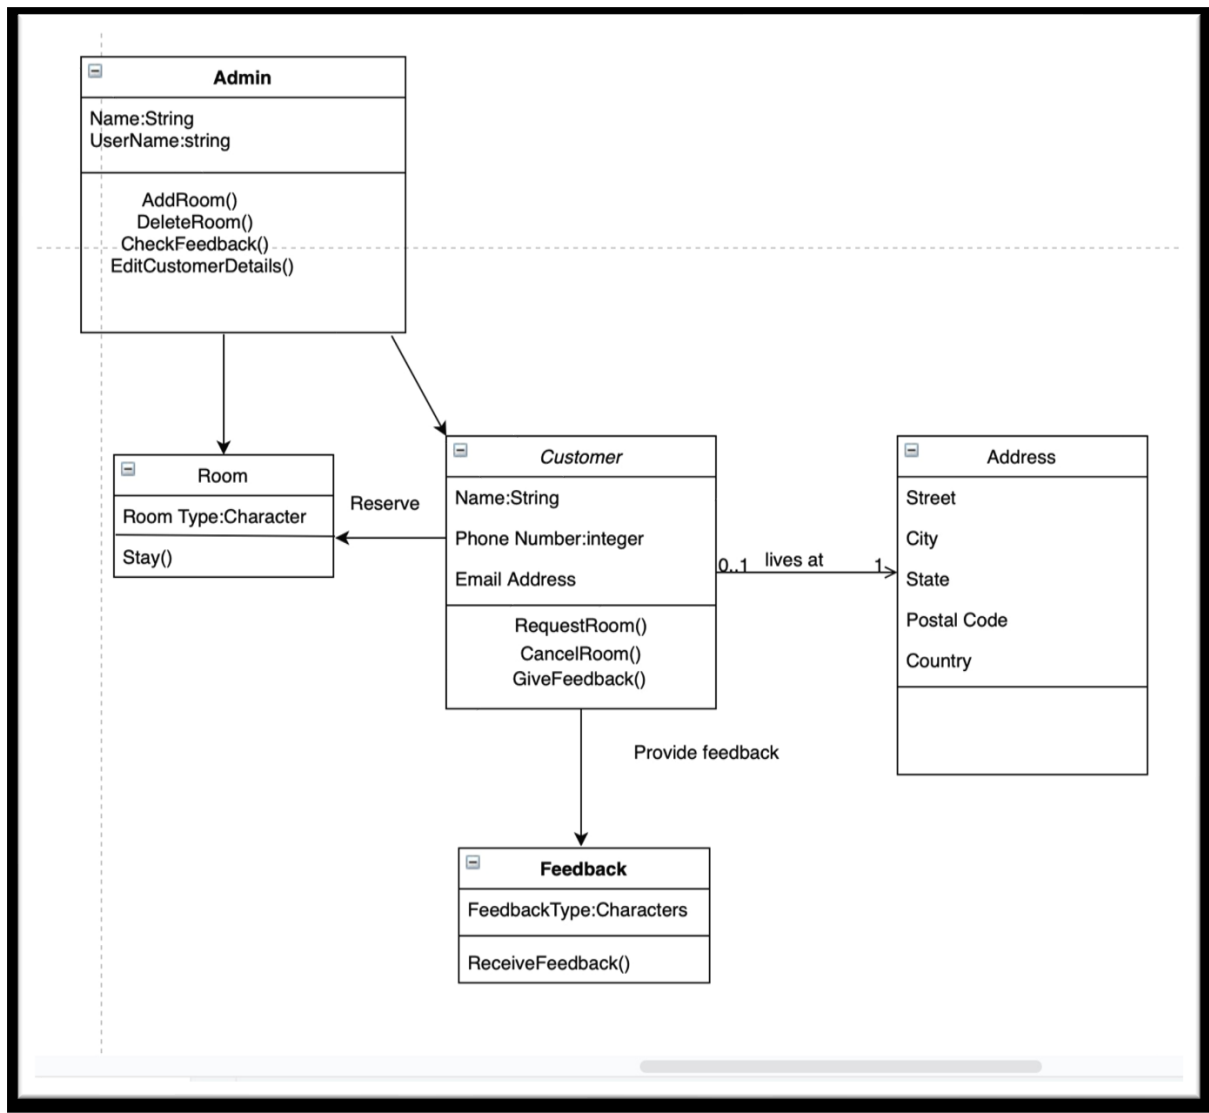 Admin
Name:String
UserName:string
AddRoom()
DeleteRoom()
CheckFeedback()
EditCustomerDetails()
Room
Room Type:Character
Stay()
Reserve
Customer
Name:String
Phone Number:integer
Email Address
RequestRoom()
CancelRoom()
GiveFeedback()
0..1 lives at 1
Address
Street
City
State
Postal Code
Country
Provide feedback
Feedback
FeedbackType:Characters
ReceiveFeedback()